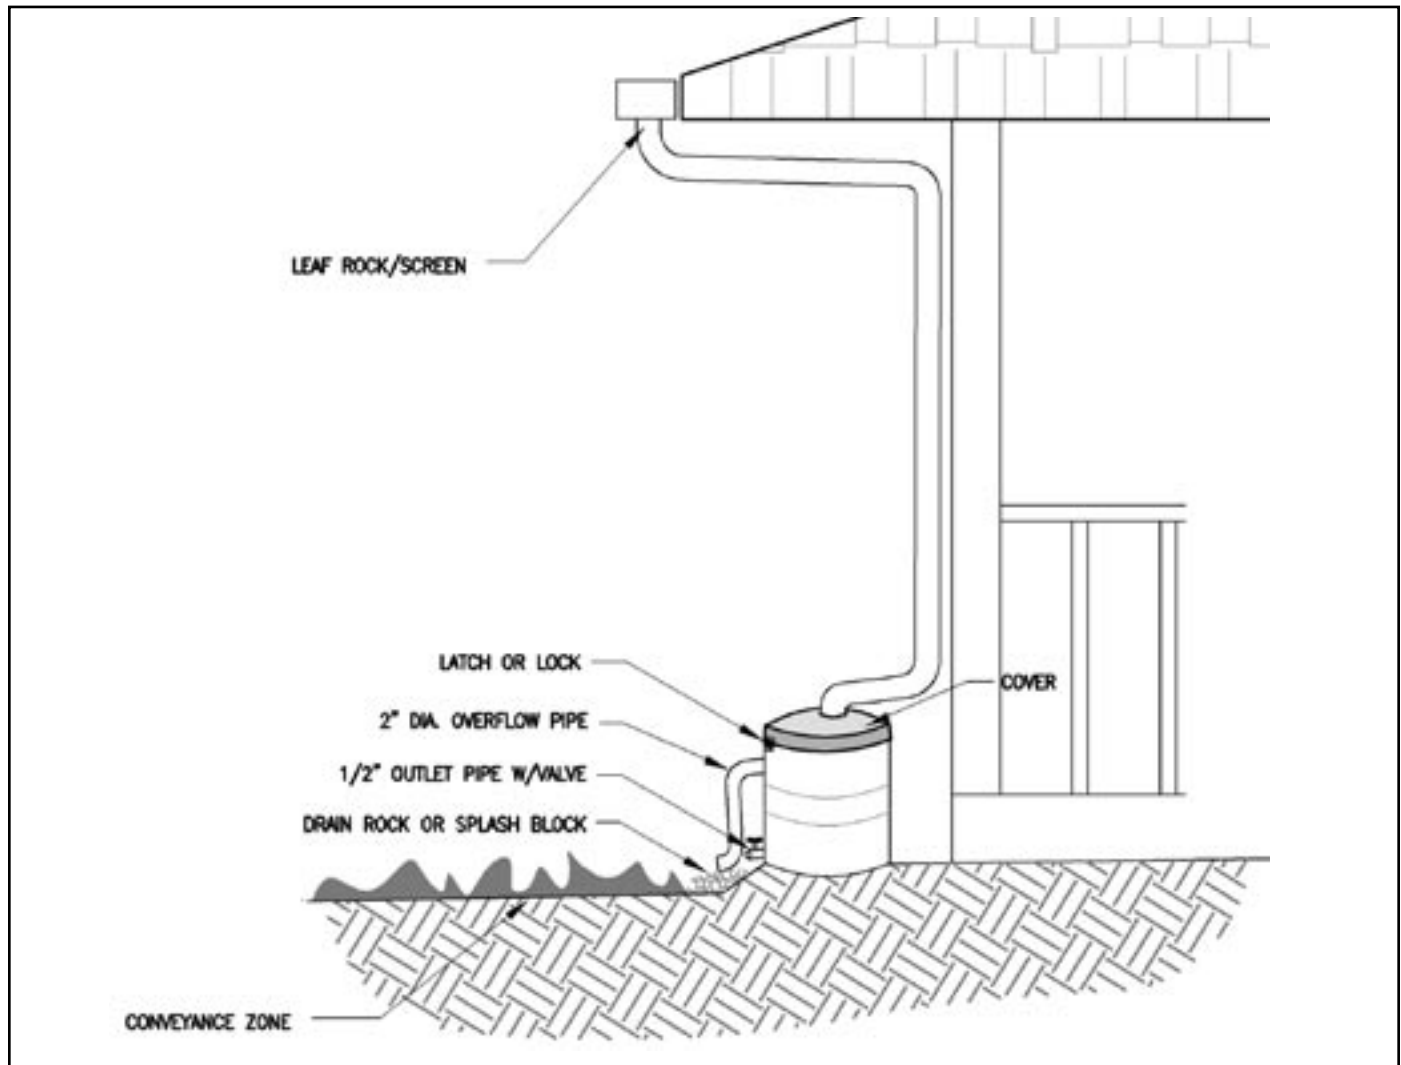 LEAF ROCK/SCREEN
LATCH OR LOCK
COVER
2" DIA. OVERFLOW PIPE
1/2" OUTLET PIPE W/VALVE
DRAIN ROCK OR SPLASH BLOCK
CONVEYANCE ZONE